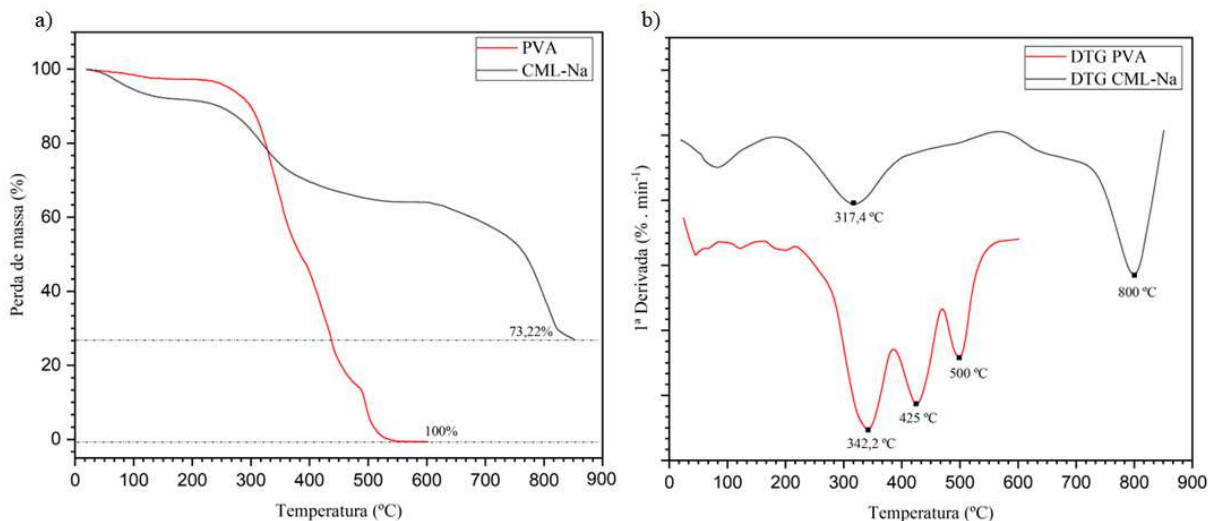 a)
PVA
CML-Na
Perda de massa (%)
100
80
60
40
20
0
73,22%
100%
0 100 200 300 400 500 600 700 800 900
Temperatura (ºC)
b)
DTG PVA
DTG CML-Na
1ª Derivada (% . min⁻¹)
317,4 ºC
800 ºC
500 ºC
425 ºC
342,2 ºC
0 100 200 300 400 500 600 700 800 900
Temperatura (ºC)